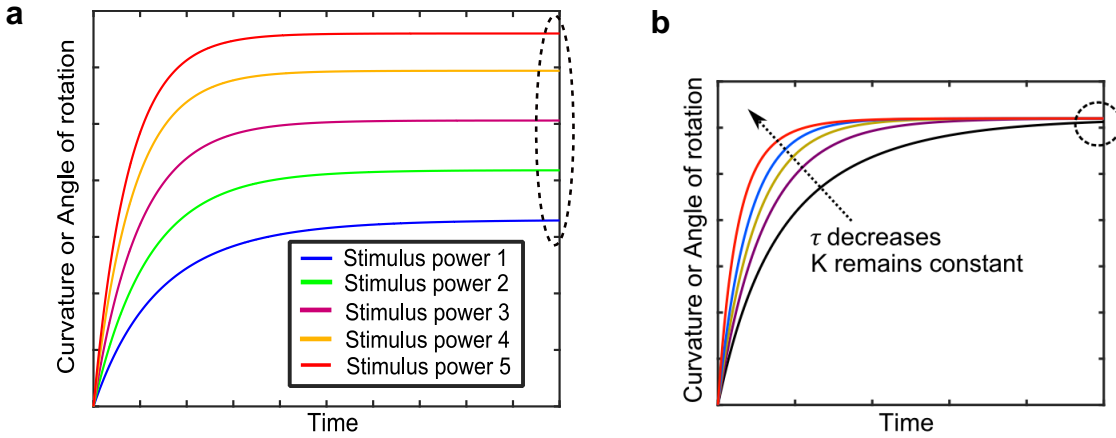 a
Curvature or Angle of rotation
Stimulus power 1
Stimulus power 2
Stimulus power 3
Stimulus power 4
Stimulus power 5
Time
b
Curvature or Angle of rotation
τ decreases
K remains constant
Time